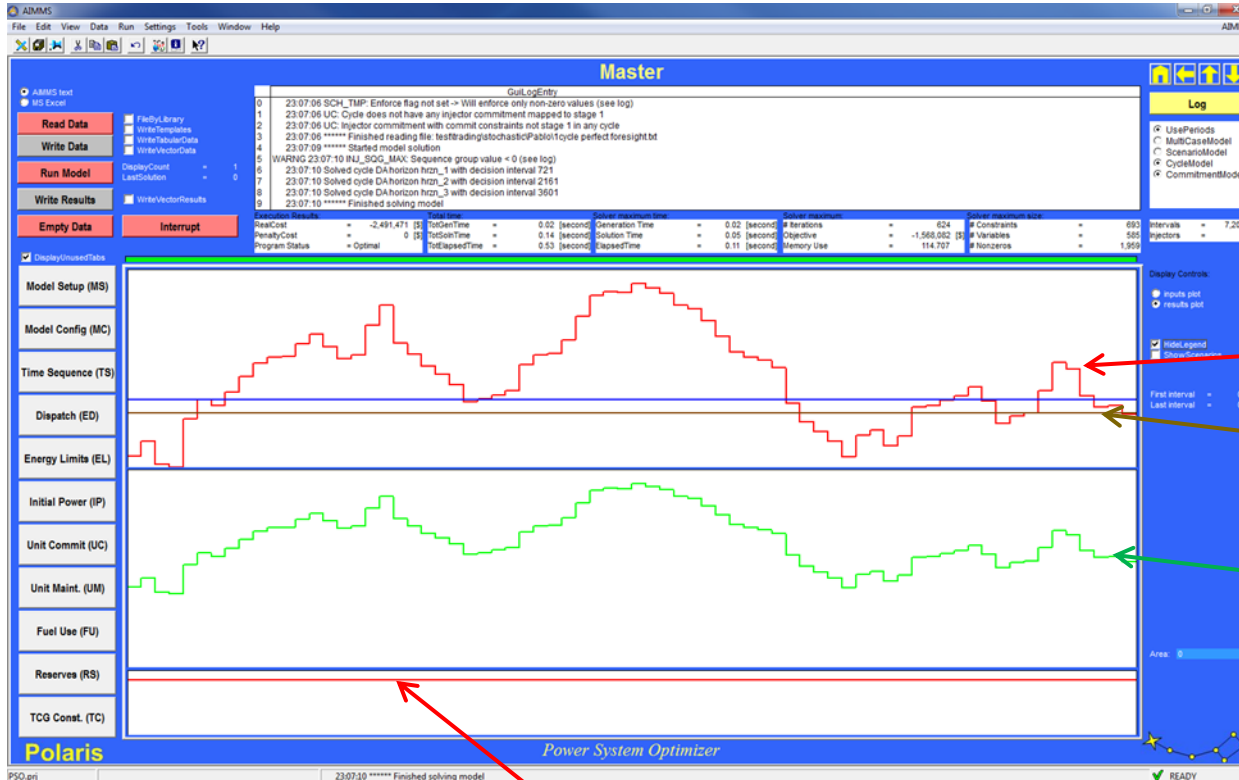 AIMMS
File Edit View Data Run Settings Tools Window Help
Master
AIMMS text
MS Excel
Read Data
Write Data
Run Model
Write Results
Empty Data
Interrupt
FileByLibrary
WriteTemplates
WriteTabularData
WriteVectorData
DisplayCount = 1
LastSolution = 0
WriteVectorResults
GuiLogEntry
0 23:07:06 SCH_TMP: Enforce flag not set -> Will enforce only non-zero values (see log)
1 23:07:06 UC: Cycle does not have any injector commitment mapped to stage 1
2 23:07:06 UC: Injector commitment with commit constraints not stage 1 in any cycle
3 23:07:06 ****** Finished reading file: testtrading\stochastic\Pablo\1cycle perfect foresight.txt
4 23:07:09 ****** Started model solution
5 WARNG 23:07:10 INJ_SQG_MAX: Sequence group value < 0 (see log)
6 23:07:10 Solved cycle DA horizon hrzn_1 with decision interval 721
7 23:07:10 Solved cycle DA horizon hrzn_2 with decision interval 2161
8 23:07:10 Solved cycle DA horizon hrzn_3 with decision interval 3601
9 23:07:10 ****** Finished solving model
Execution Results: Total time: Solver maximum time: Solver maximum: Solver maximum size:
RealCost = -2,491,471 [$] TotGenTime = 0.02 [second] Generation Time = 0.02 [second] # Iterations = 624 # Constraints = 693
PenaltyCost = 0 [$] TotSolnTime = 0.14 [second] Solution Time = 0.05 [second] Objective = -1,568,082 [$] # Variables = 585
Program Status = Optimal TotElapsedTime = 0.53 [second] ElapsedTime = 0.11 [second] Memory Use = 114.707 # Nonzeros = 1,959
Log
UsePeriods
MultiCaseModel
ScenarioModel
CycleModel
CommitmentMode
Intervals = 7,20
Injectors =
DisplayUnusedTabs
Model Setup (MS)
Model Config (MC)
Time Sequence (TS)
Dispatch (ED)
Energy Limits (EL)
Initial Power (IP)
Unit Commit (UC)
Unit Maint. (UM)
Fuel Use (FU)
Reserves (RS)
TCG Const. (TC)
Display Controls:
inputs plot
results plot
HideLegend
ShowScenarios
First interval =
Last interval =
Area: 0
Polaris
Power System Optimizer
PSO.prj
23:07:10 ****** Finished solving model
READY